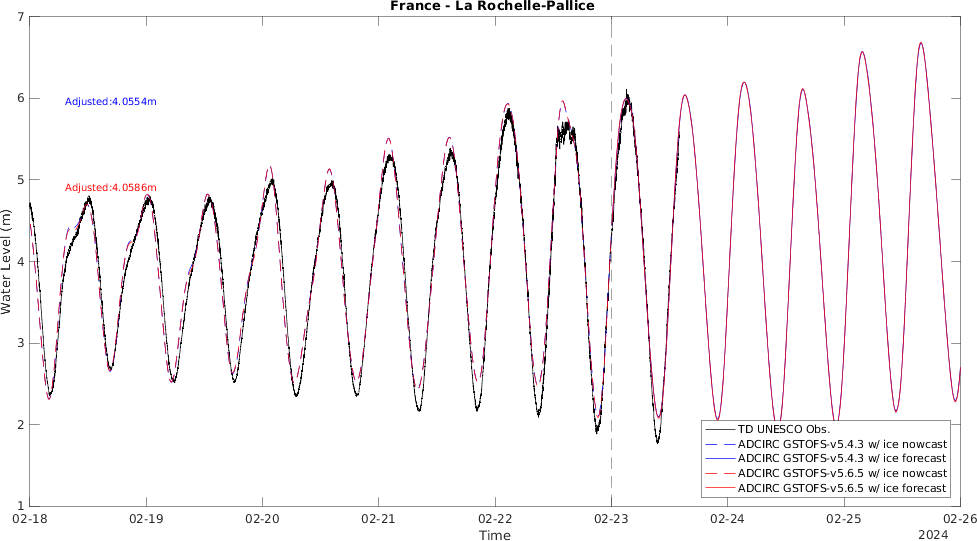 France - La Rochelle-Pallice
7
6
5
4
3
2
1
Water Level (m)
Adjusted:4.0554m
Adjusted:4.0586m
TD UNESCO Obs.
ADCIRC GSTOFS-v5.4.3 w/ ice nowcast
ADCIRC GSTOFS-v5.4.3 w/ ice forecast
ADCIRC GSTOFS-v5.6.5 w/ ice nowcast
ADCIRC GSTOFS-v5.6.5 w/ ice forecast
02-18 02-19 02-20 02-21 02-22 02-23 02-24 02-25 02-26
Time
2024